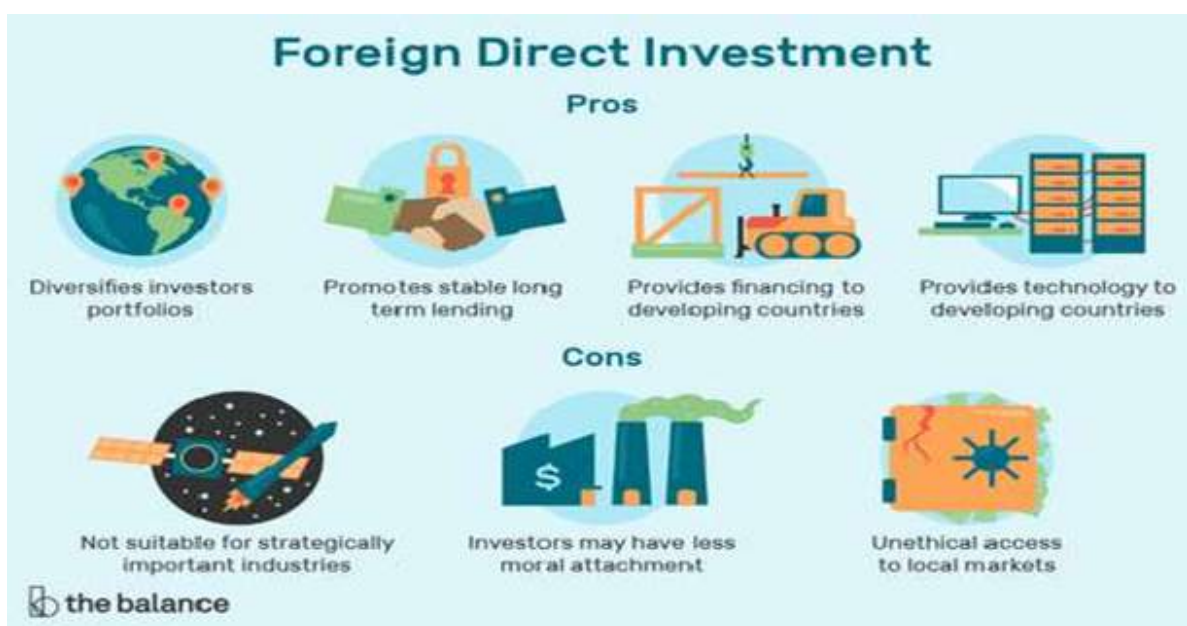 Foreign Direct Investment
Pros
Diversifies investors
portfolios
Promotes stable long
term lending
Provides financing to
developing countries
Provides technology to
developing countries
Cons
$
Not suitable for strategically
important industries
Investors may have less
moral attachment
Unethical access
to local markets
the balance